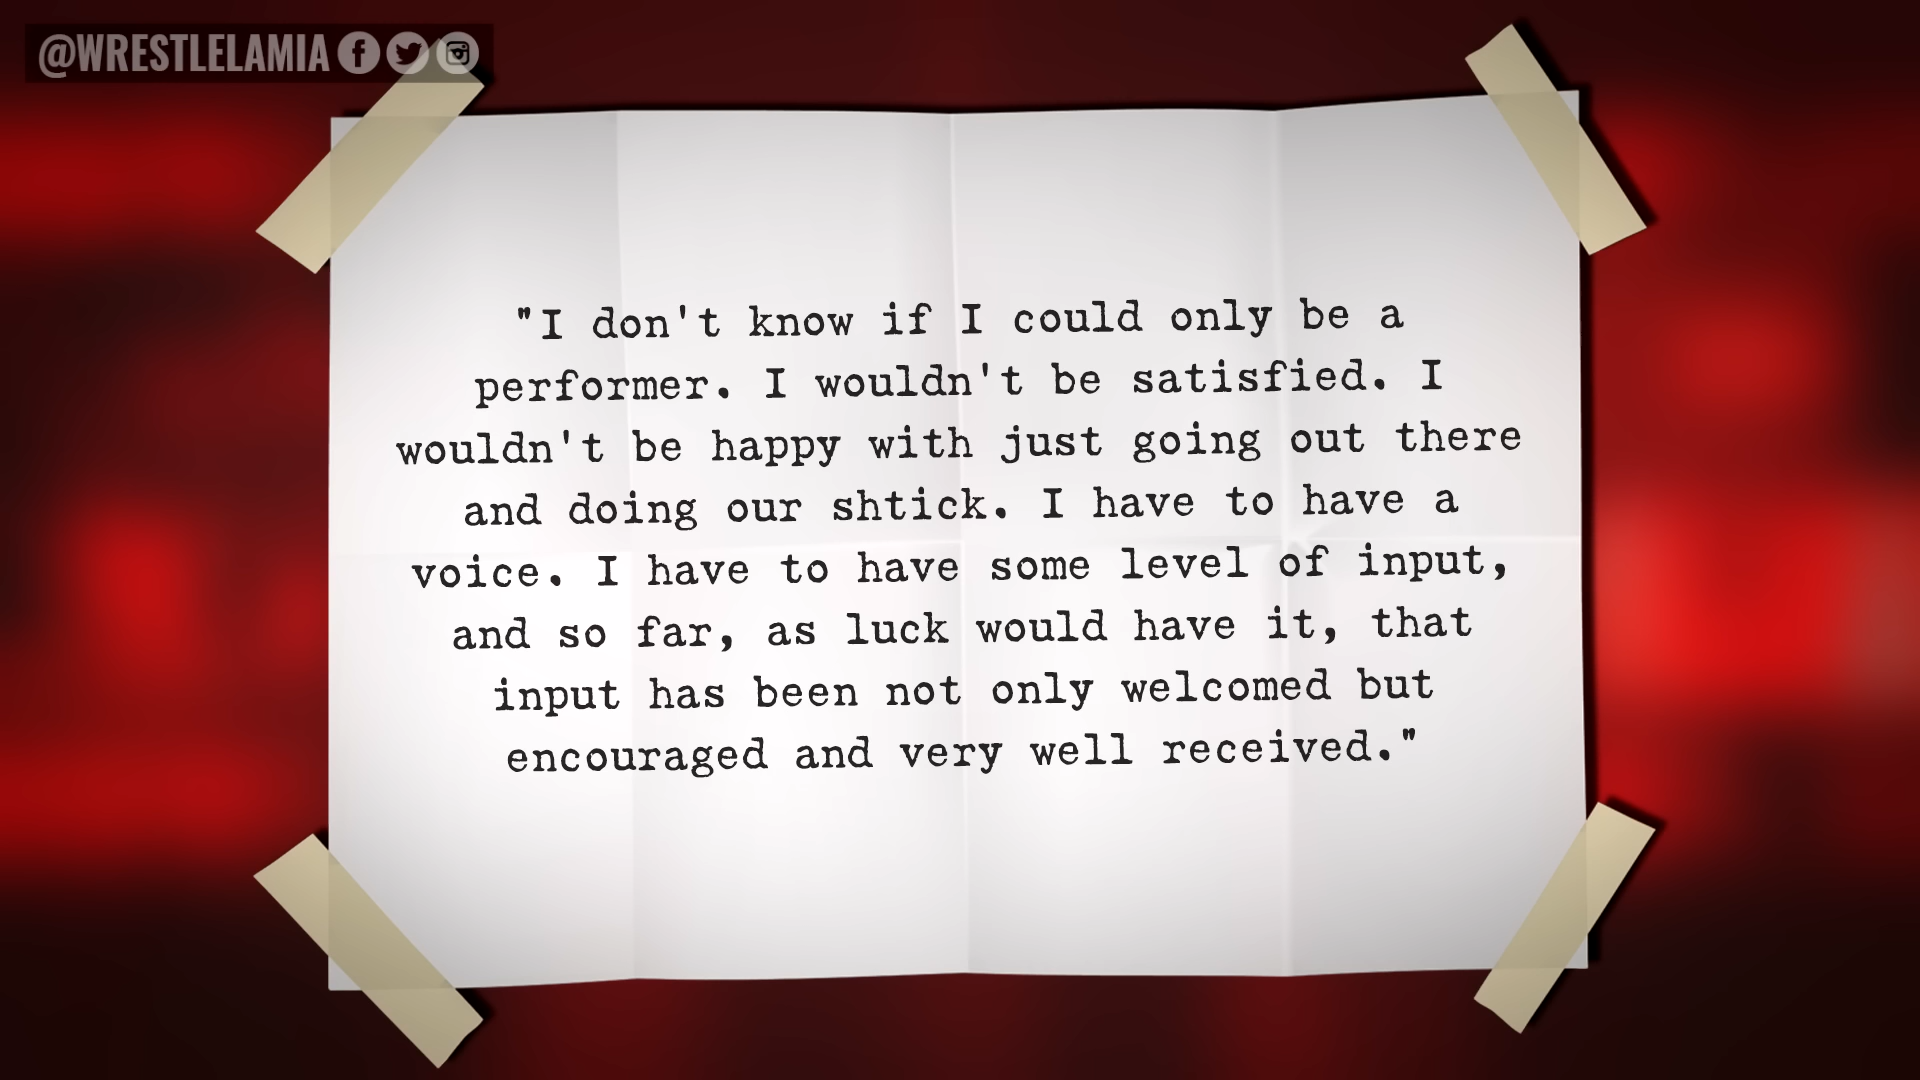 @WRESTLELAMIA
"I don't know if I could only be a
performer. I wouldn't be satisfied. I
wouldn't be happy with just going out there
and doing our shtick. I have to have a
voice. I have to have some level of input,
and so far, as luck would have it, that
input has been not only welcomed but
encouraged and very well received."